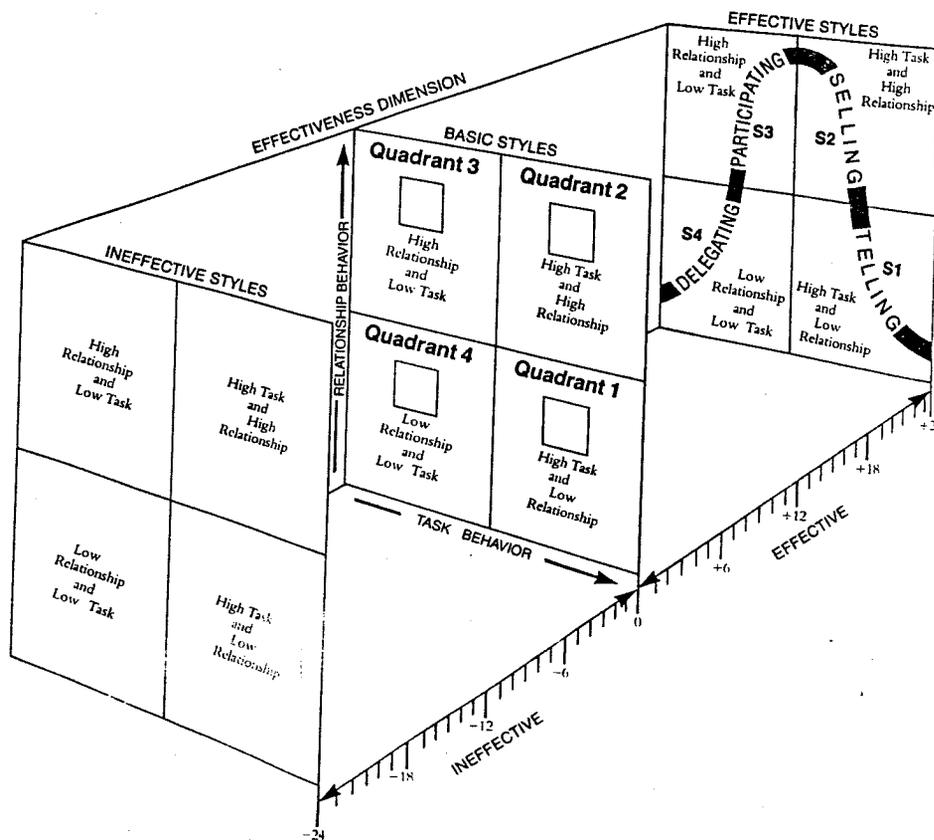 EFFECTIVENESS DIMENSION
INEFFECTIVE STYLES
High
Relationship
and
Low Task
High Task
and
High
Relationship
Low
Relationship
and
Low Task
High Task
and
Low
Relationship
BASIC STYLES
RELATIONSHIP BEHAVIOR
Quadrant 3
High
Relationship
and
Low Task
Quadrant 2
High Task
and
High
Relationship
Quadrant 4
Low
Relationship
and
Low Task
Quadrant 1
High Task
and
Low
Relationship
TASK BEHAVIOR
EFFECTIVE STYLES
High
Relationship
and
Low Task
High Task
and
High
Relationship
S3
S2
S4
S1
DELEGATING
PARTICIPATING
SELLING
TELLING
Low
Relationship
and
Low Task
High Task
and
Low
Relationship
-24
-18
-12
-6
0
+6
+12
+18
INEFFECTIVE
EFFECTIVE